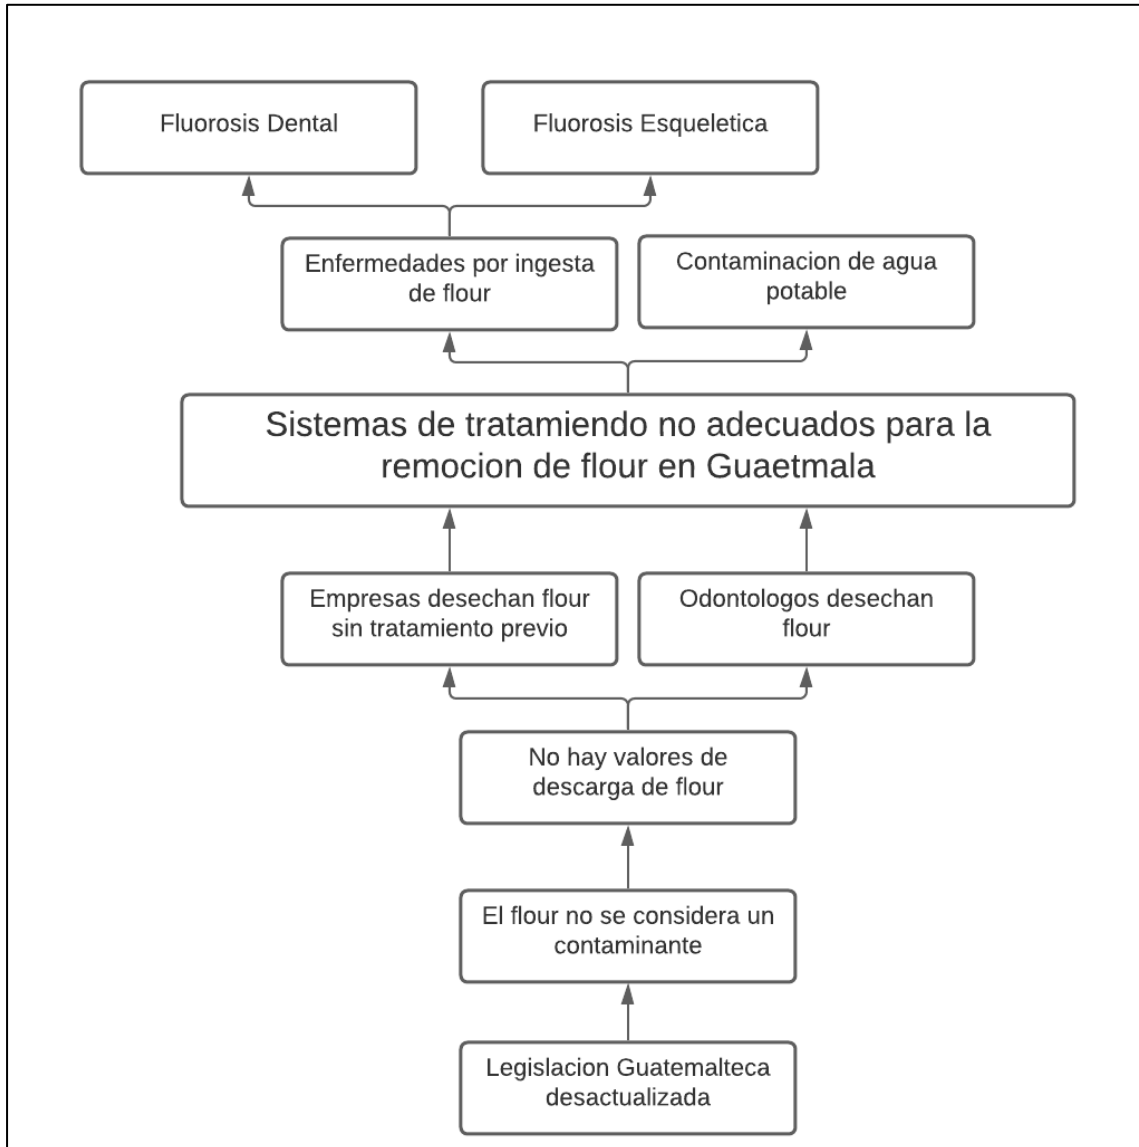 Fluorosis Dental
Fluorosis Esqueletica
Enfermedades por ingesta
de flour
Contaminacion de agua
potable
Sistemas de tratamiendo no adecuados para la
remocion de flour en Guaetmala
Empresas desechan flour
sin tratamiento previo
Odontologos desechan
flour
No hay valores de
descarga de flour
El flour no se considera un
contaminante
Legislacion Guatemalteca
desactualizada